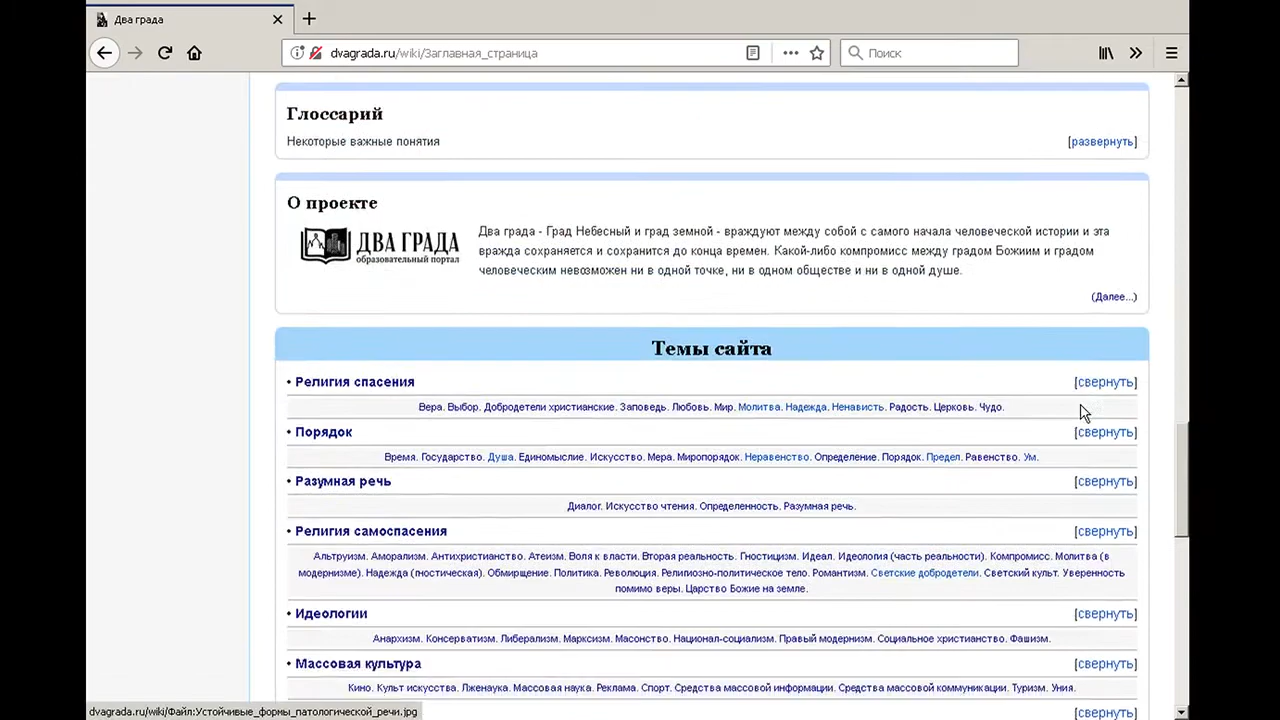 Два града
dvagrada.ru/wiki/Заглавная_страница
Поиск
Глоссарий
Некоторые важные понятия
[развернуть]
О проекте
ДВА ГРАДА
образовательный портал
Два града - Град Небесный и град земной - враждуют между собой с самого начала человеческой истории и эта
вражда сохраняется и сохранится до конца времен. Какой-либо компромисс между градом Божиим и градом
человеческим невозможен ни в одной точке, ни в одном обществе и ни в одной душе.
(Далее...)
Темы сайта
• Религия спасения
[свернуть]
Вера. Выбор. Добродетели христианские. Заповедь. Любовь. Мир. Молитва. Надежда. Ненависть. Радость. Церковь. Чудо.
• Порядок
[свернуть]
Время. Государство. Душа. Единомыслие. Искусство. Мера. Миропорядок. Неравенство. Определение. Порядок. Предел. Равенство. Ум.
• Разумная речь
[свернуть]
Диалог. Искусство чтения. Определенность. Разумная речь.
• Религия самоспасения
[свернуть]
Альтруизм. Аморализм. Антихристианство. Атеизм. Воля к власти. Вторая реальность. Гностицизм. Идеал. Идеология (часть реальности). Компромисс. Молитва (в
модернизме). Надежда (гностическая). Обмирщение. Политика. Революция. Религиозно-политическое тело. Романтизм. Светские добродетели. Светский культ. Уверенность
помимо веры. Царство Божие на земле.
• Идеологии
[свернуть]
Анархизм. Консерватизм. Либерализм. Марксизм. Масонство. Национал-социализм. Правый модернизм. Социальное христианство. Фашизм.
• Массовая культура
[свернуть]
Кино. Культ искусства. Лженаука. Массовая наука. Реклама. Спорт. Средства массовой информации. Средства массовой коммуникации. Туризм. Уния.
[свернуть]
dvagrada.ru/wiki/Файл:Устойчивые_формы_патологической_речи.jpg